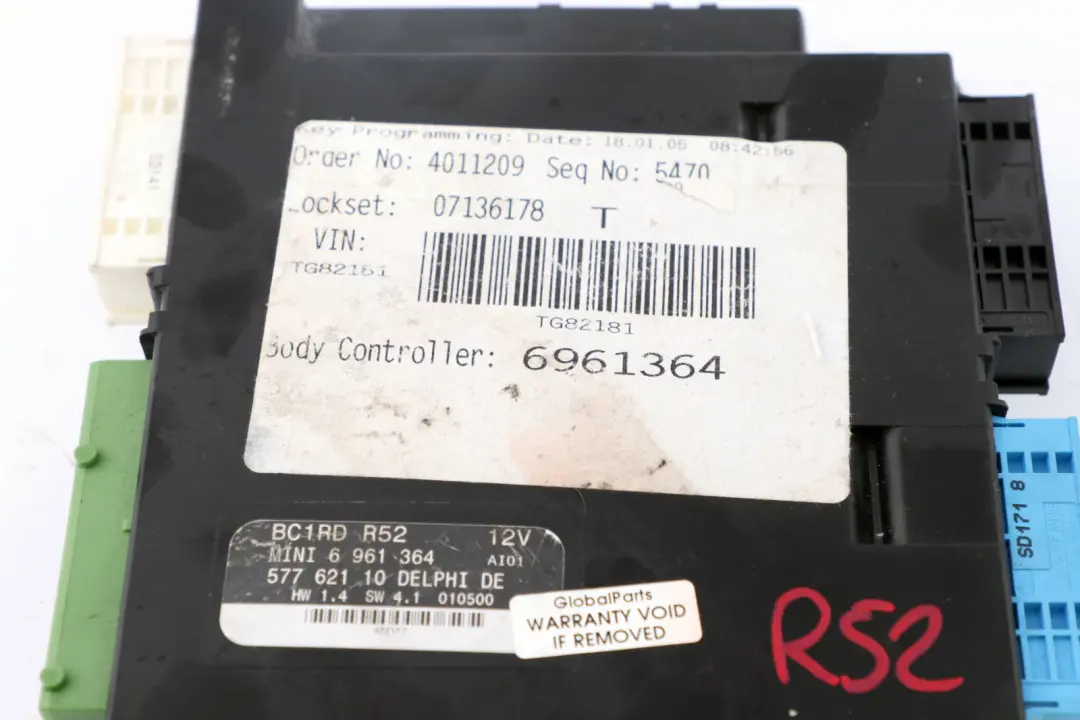 Key Programming: Date: 18.01.05 08:42:56
Order No: 4011209 Seq No: 5470
Lockset: 07136178 T
VIN:
TG82181
TG82181
Body Controller: 6961364
BC1RD R52 12V
MINI 6 961 364 AI01
577 621 10 DELPHI DE
HW 1.4 SW 4.1 010500
GlobalParts
WARRANTY VOID
IF REMOVED
R52
SD171 8